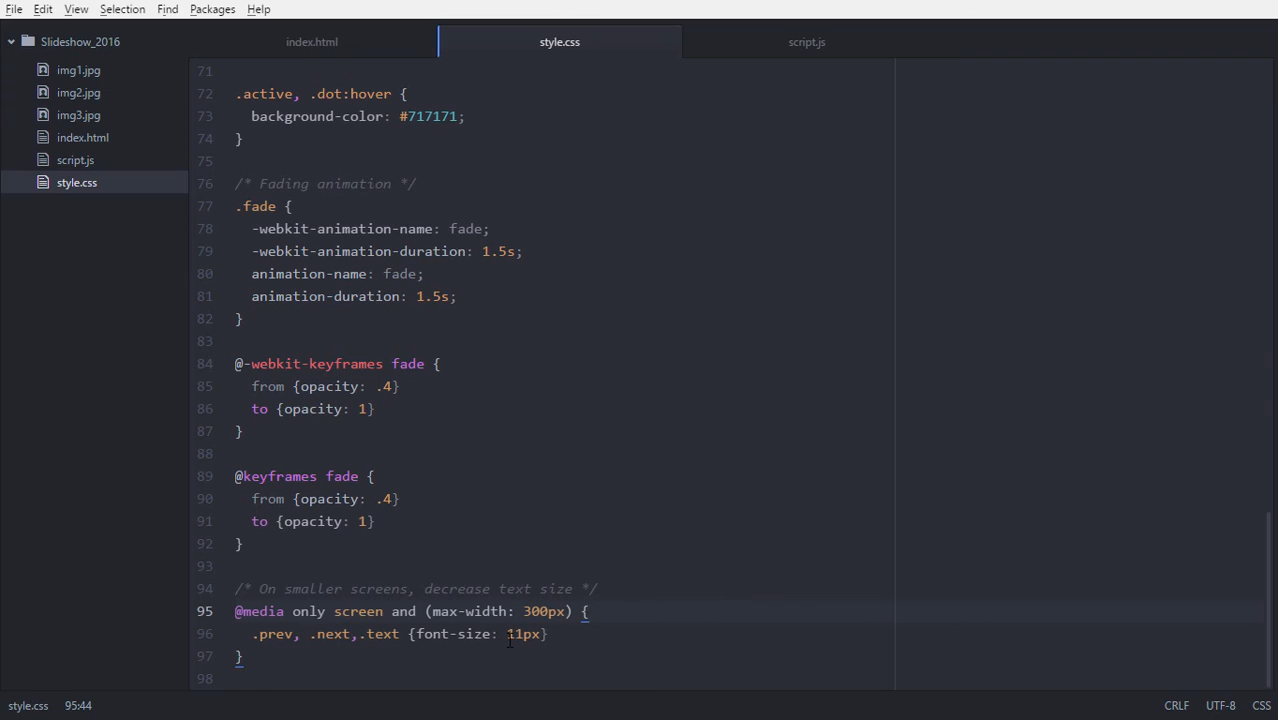 File Edit View Selection Find Packages Help
Slideshow_2016
img1.jpg
img2.jpg
img3.jpg
index.html
script.js
style.css
index.html style.css script.js
71
72 .active, .dot:hover {
73   background-color: #717171;
74 }
75
76 /* Fading animation */
77 .fade {
78   -webkit-animation-name: fade;
79   -webkit-animation-duration: 1.5s;
80   animation-name: fade;
81   animation-duration: 1.5s;
82 }
83
84 @-webkit-keyframes fade {
85   from {opacity: .4}
86   to {opacity: 1}
87 }
88
89 @keyframes fade {
90   from {opacity: .4}
91   to {opacity: 1}
92 }
93
94 /* On smaller screens, decrease text size */
95 @media only screen and (max-width: 300px) {
96   .prev, .next,.text {font-size: 11px}
97 }
98
style.css 95:44 CRLF UTF-8 CSS